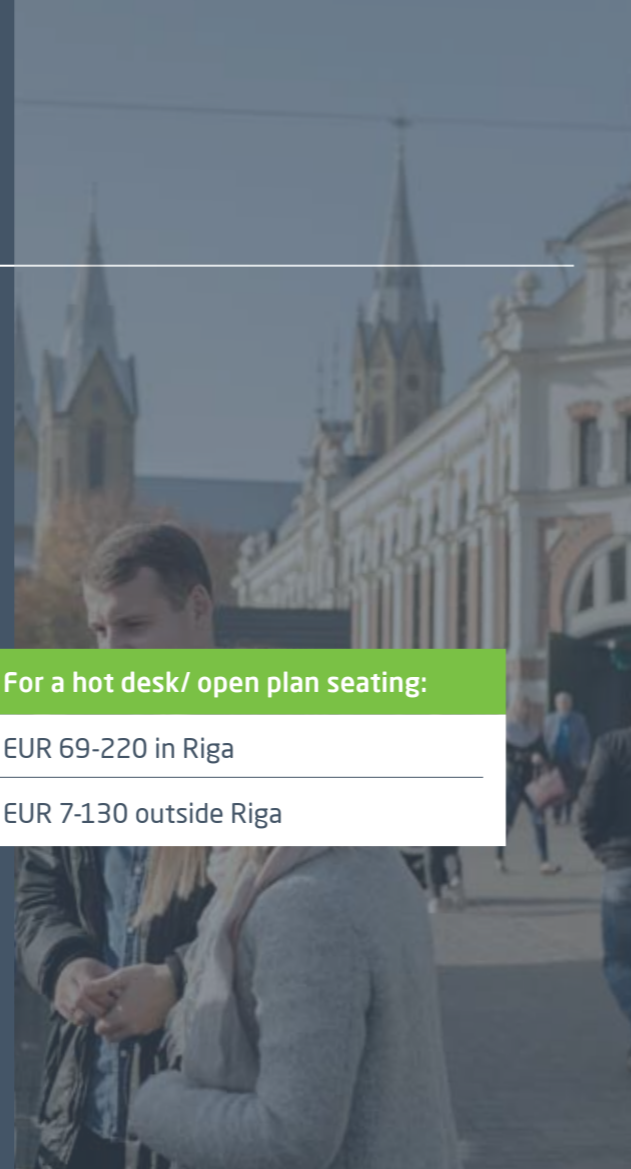 For a hot desk/ open plan seating:
EUR 69-220 in Riga
EUR 7-130 outside Riga